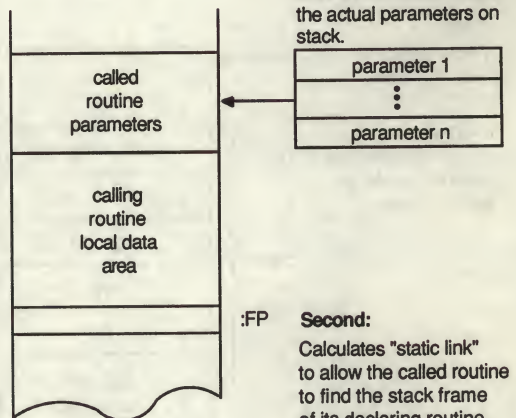 the actual parameters on
stack.
parameter 1
parameter n
called
routine
parameters
calling
routine
local data
area
:FP
Second:
Calculates "static link"
to allow the called routine
to find the stack frame
of its declaring routine